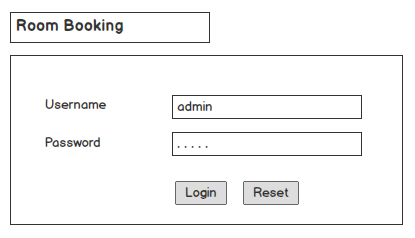 Room Booking
Username admin
Password .....
Login Reset